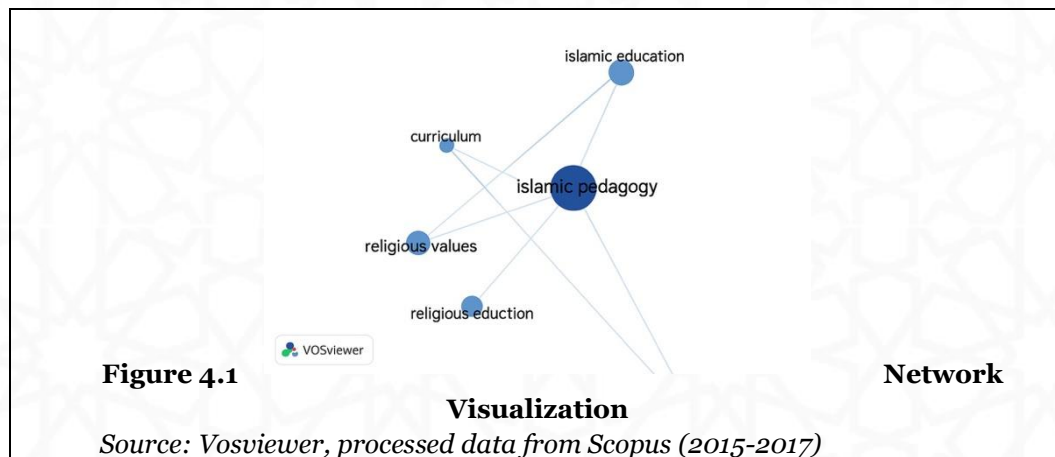 islamic education
curriculum
islamic pedagogy
religious values
religious eduction
VOSviewer
Figure 4.1 Network
Visualization
Source: Vosviewer, processed data from Scopus (2015-2017)